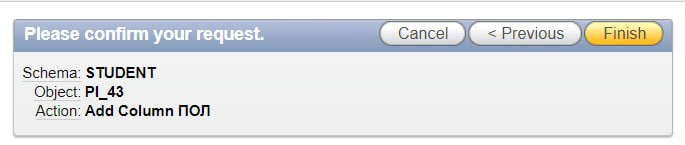 Please confirm your request.
Cancel
< Previous
Finish
Schema: STUDENT
Object: PI_43
Action: Add Column ПОЛ